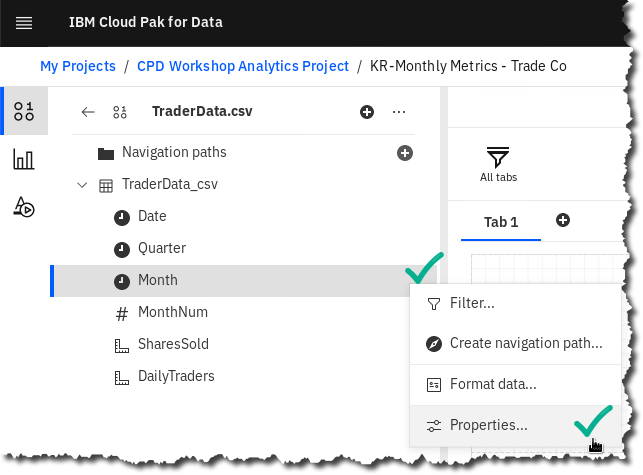 IBM Cloud Pak for Data
My Projects / CPD Workshop Analytics Project / KR-Monthly Metrics - Trade Co
TraderData.csv
Navigation paths
TraderData_csv
Date
Quarter
Month
# MonthNum
SharesSold
DailyTraders
All tabs
Tab 1
Filter...
Create navigation path...
Format data...
Properties...